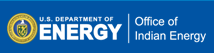 U.S. DEPARTMENT OF
ENERGY
Office of
Indian Energy